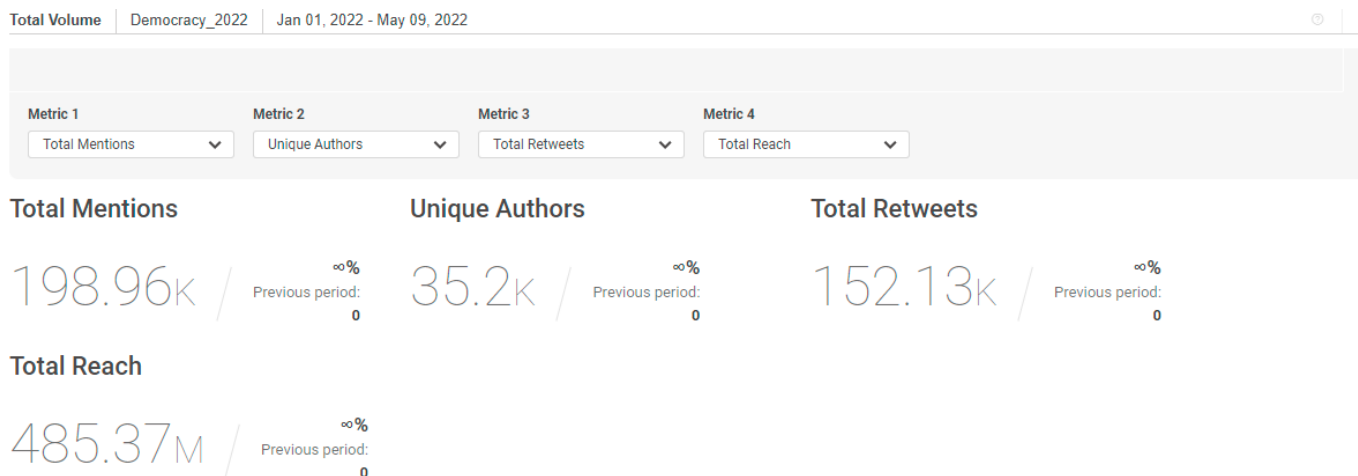 Total Volume Democracy_2022 Jan 01, 2022 - May 09, 2022
Metric 1 Metric 2 Metric 3 Metric 4
Total Mentions Unique Authors Total Retweets Total Reach
Total Mentions Unique Authors Total Retweets
198.96K ∞% Previous period: 0
35.2K ∞% Previous period: 0
152.13K ∞% Previous period: 0
Total Reach
485.37M ∞% Previous period: 0